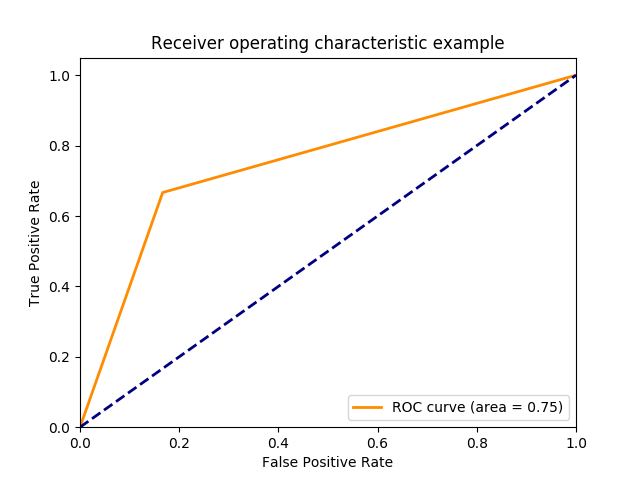 Receiver operating characteristic example
True Positive Rate
1.0
0.8
0.6
0.4
0.2
0.0
ROC curve (area = 0.75)
0.0 0.2 0.4 0.6 0.8 1.0
False Positive Rate